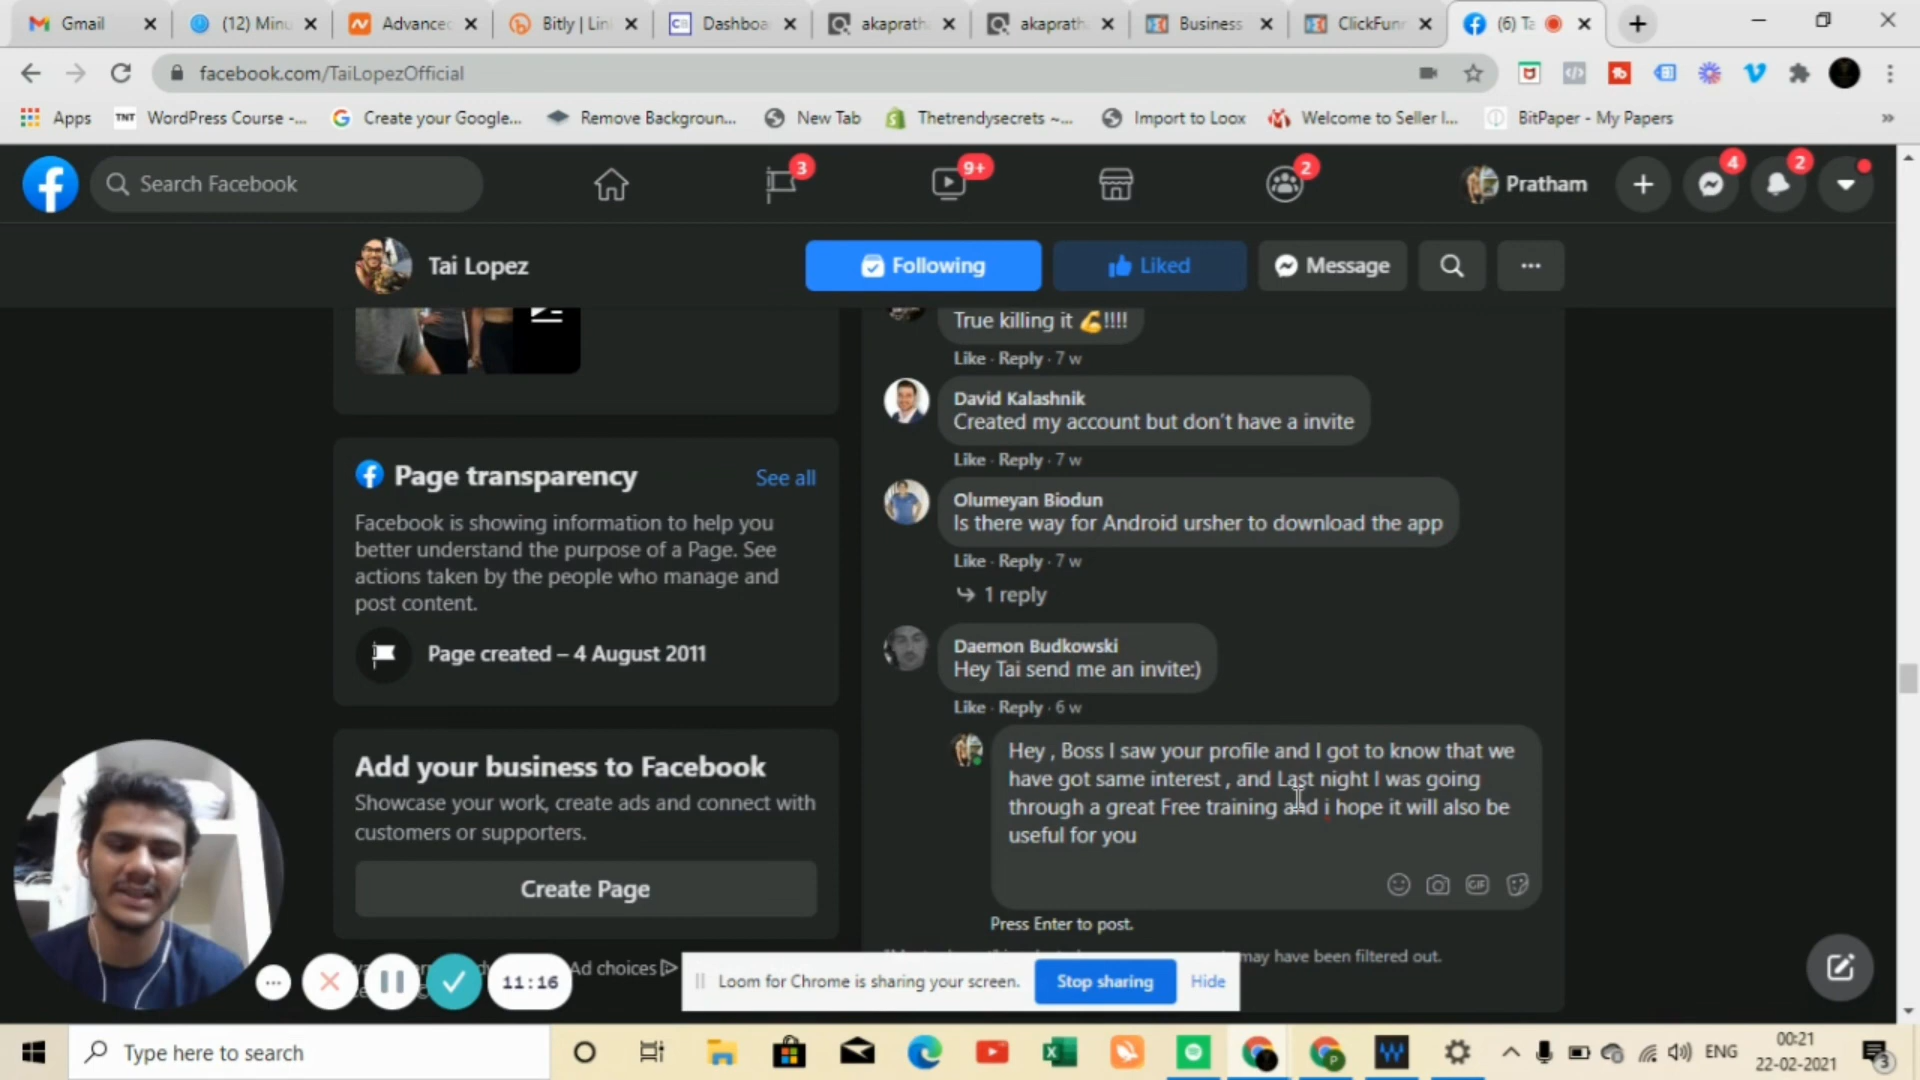 Gmail
(12) Minu
Advanced
Bitly | Lin
Dashboa
akaprath
akaprath
Business
ClickFun
(6) Ta
facebook.com/TaiLopezOfficial
Apps
TNT
WordPress Course -...
Create your Google...
Remove Backgroun...
New Tab
Thetrendysecrets ~...
Import to Loox
Welcome to Seller I...
BitPaper - My Papers
»
Search Facebook
3
9+
2
Pratham
4
2
Tai Lopez
Following
Liked
Message
Page transparency
See all
Facebook is showing information to help you
better understand the purpose of a Page. See
actions taken by the people who manage and
post content.
Page created – 4 August 2011
Add your business to Facebook
Showcase your work, create ads and connect with
customers or supporters.
Create Page
Ad choices
True killing it 💪!!!!
Like · Reply · 7 w
David Kalashnik
Created my account but don't have a invite
Like · Reply · 7 w
Olumeyan Biodun
Is there way for Android ursher to download the app
Like · Reply · 7 w
1 reply
Daemon Budkowski
Hey Tai send me an invite:)
Like · Reply · 6 w
Hey , Boss I saw your profile and I got to know that we
have got same interest , and Last night I was going
through a great Free training and i hope it will also be
useful for you
GIF
Press Enter to post.
may have been filtered out.
11:16
Loom for Chrome is sharing your screen.
Stop sharing
Hide
Type here to search
ENG
00:21
22-02-2021
3